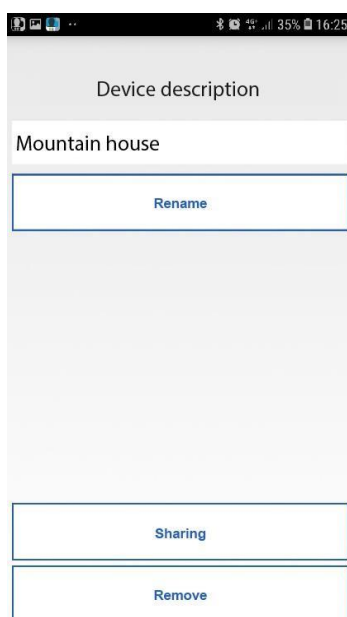 35% 16:25
Device description
Mountain house
Rename
Sharing
Remove